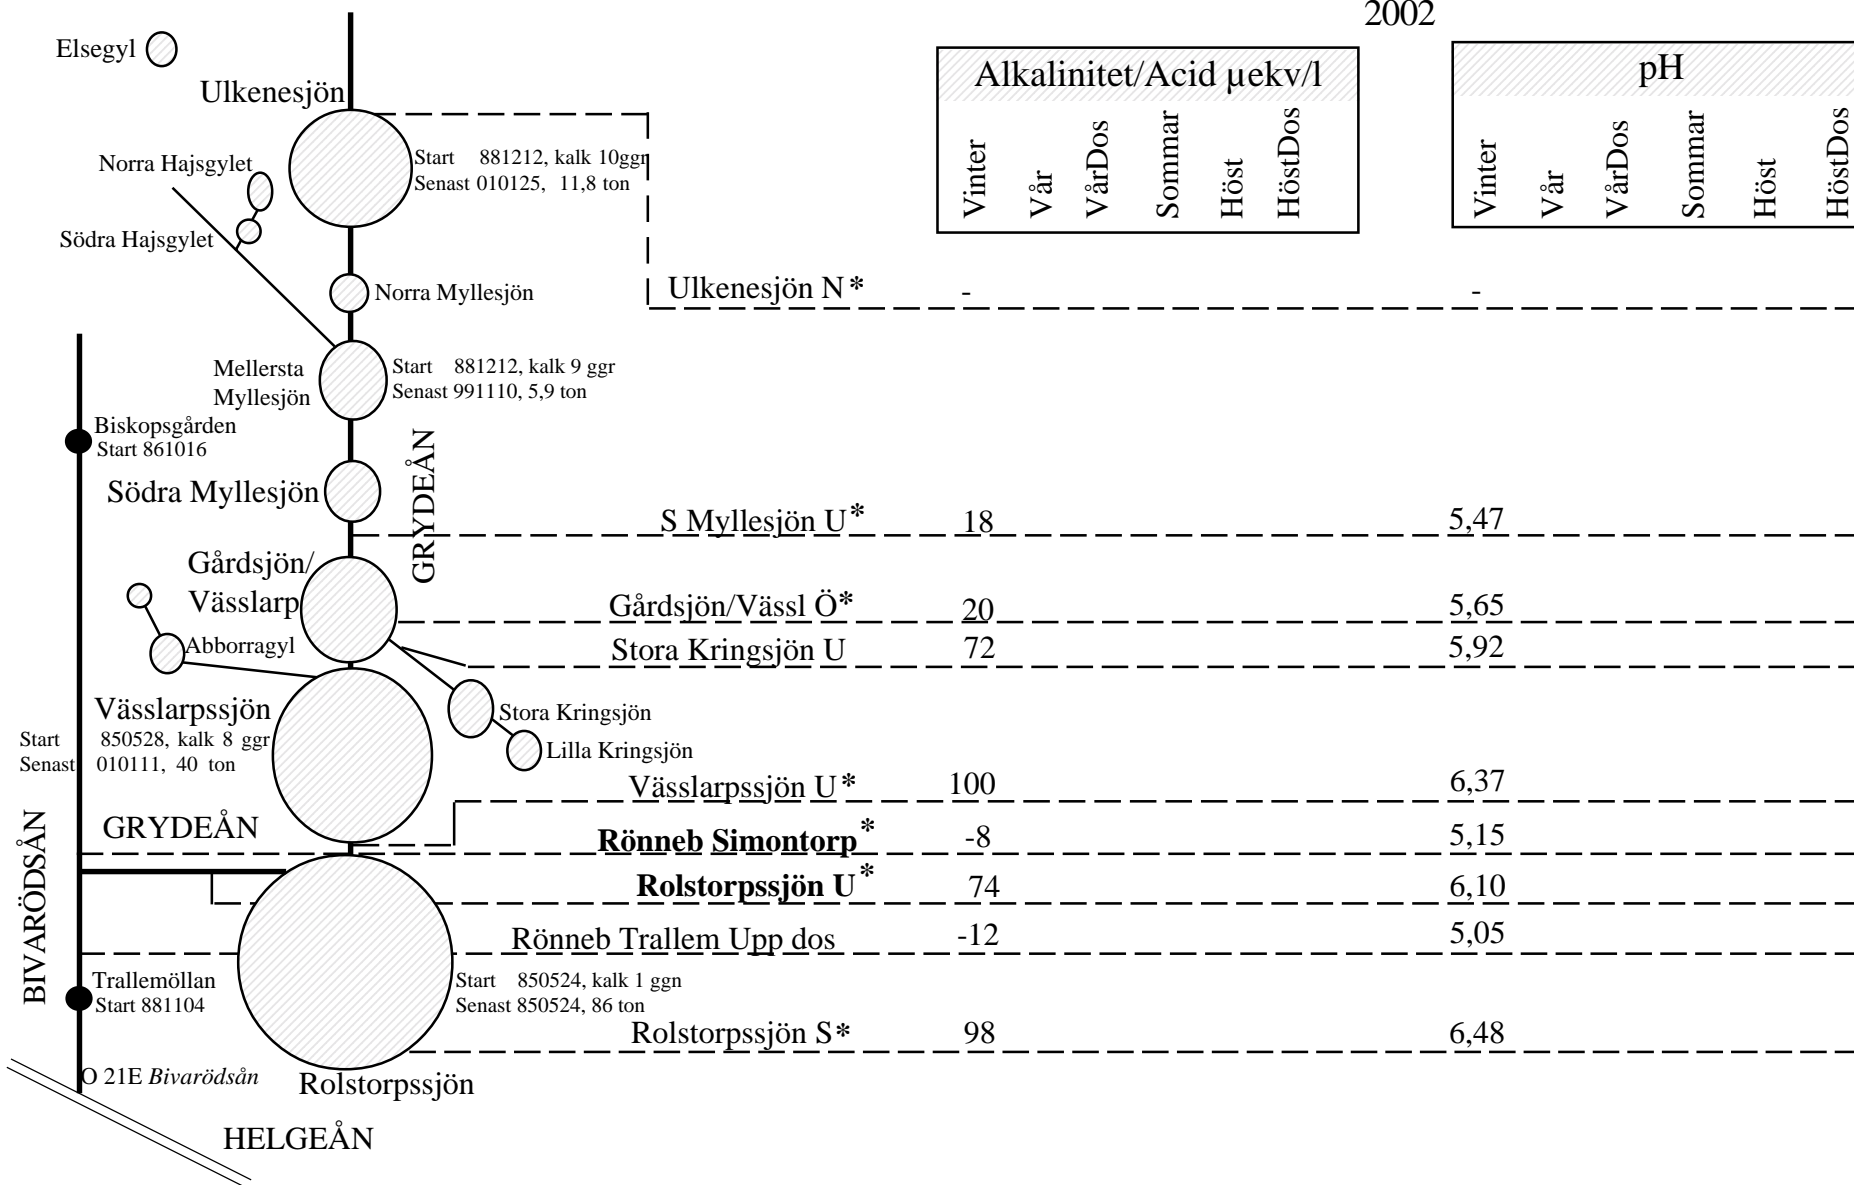 2002
Alkalinitet/Acid µekv/l
pH
Vinter
Vår
VårDos
Sommar
Höst
HöstDos
Vinter
Vår
VårDos
Sommar
Höst
HöstDos
Elsegyl
Ulkenesjön
Start 881212, kalk 10ggr
Senast 010125, 11,8 ton
Norra Hajsgylet
Södra Hajsgylet
Norra Myllesjön
Ulkenesjön N* - -
Mellersta
Myllesjön
Start 881212, kalk 9 ggr
Senast 991110, 5,9 ton
Biskopsgården
Start 861016
Södra Myllesjön
GRYDEÅN
S Myllesjön U* 18 5,47
Gårdsjön/
Vässlarp
Gårdsjön/Vässl Ö* 20 5,65
Abborragyl
Stora Kringsjön U 72 5,92
Vässlarpssjön
Start 850528, kalk 8 ggr
Senast 010111, 40 ton
Stora Kringsjön
Lilla Kringsjön
Vässlarpssjön U* 100 6,37
GRYDEÅN
Rönneb Simontorp* -8 5,15
Rolstorpssjön U* 74 6,10
BIVARÖDSÅN
Rönneb Trallem Upp dos -12 5,05
Trallemöllan
Start 881104
Start 850524, kalk 1 ggn
Senast 850524, 86 ton
Rolstorpssjön S* 98 6,48
O 21E Bivarödsån
Rolstorpssjön
HELGEÅN